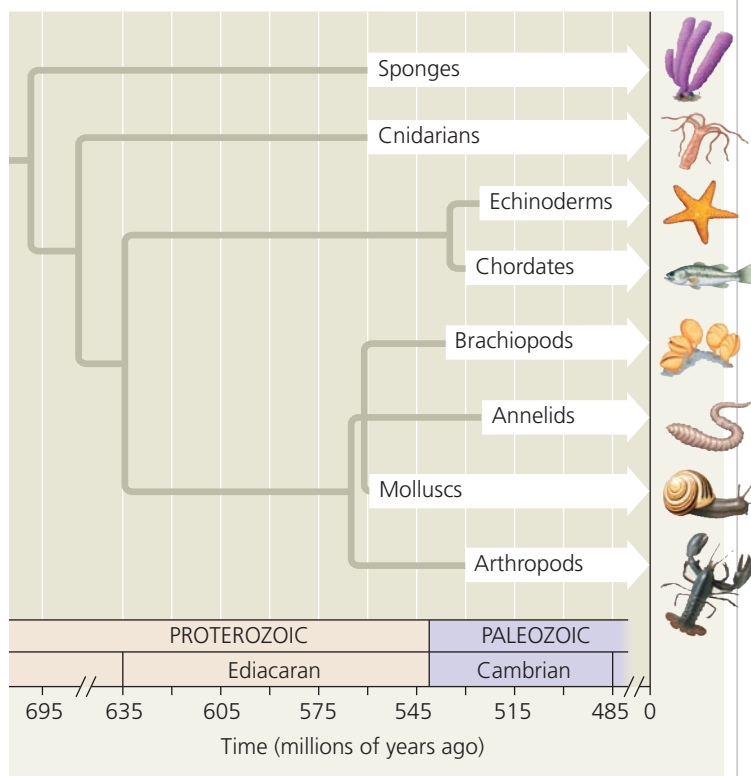 Sponges
Cnidarians
Echinoderms
Chordates
Brachiopods
Annelids
Molluscs
Arthropods
PROTEROZOIC PALEOZOIC
Ediacaran Cambrian
695 635 605 575 545 515 485 0
Time (millions of years ago)